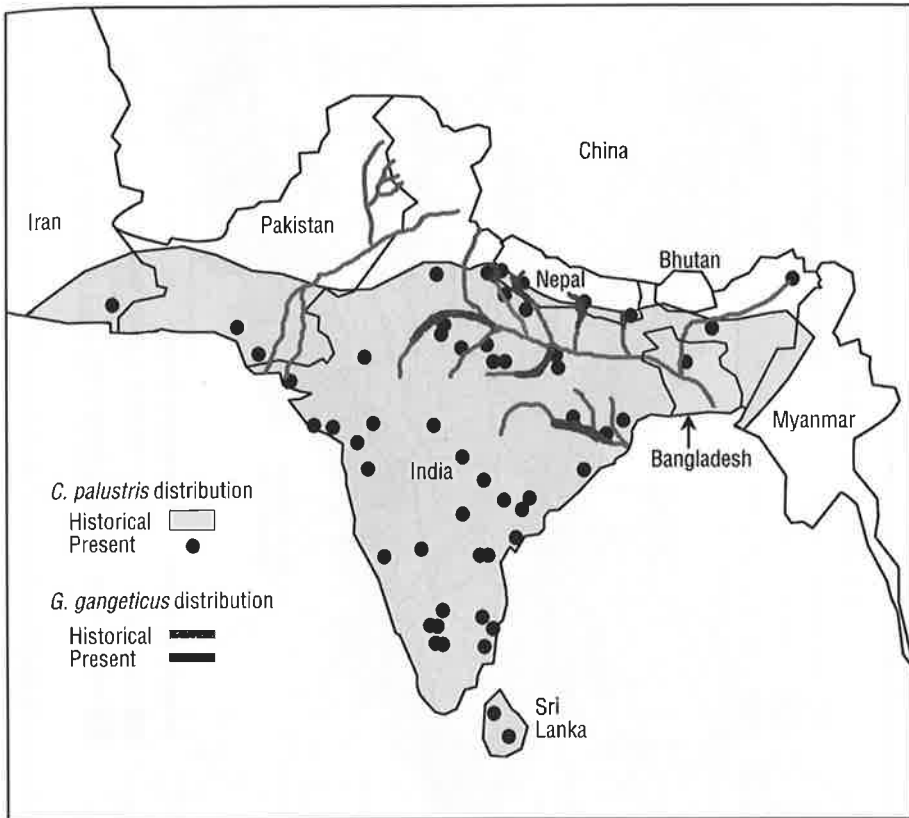 China
Iran
Pakistan
Nepal
Bhutan
Myanmar
India
Bangladesh
C. palustris distribution
Historical
Present
G. gangeticus distribution
Historical
Present
Sri
Lanka